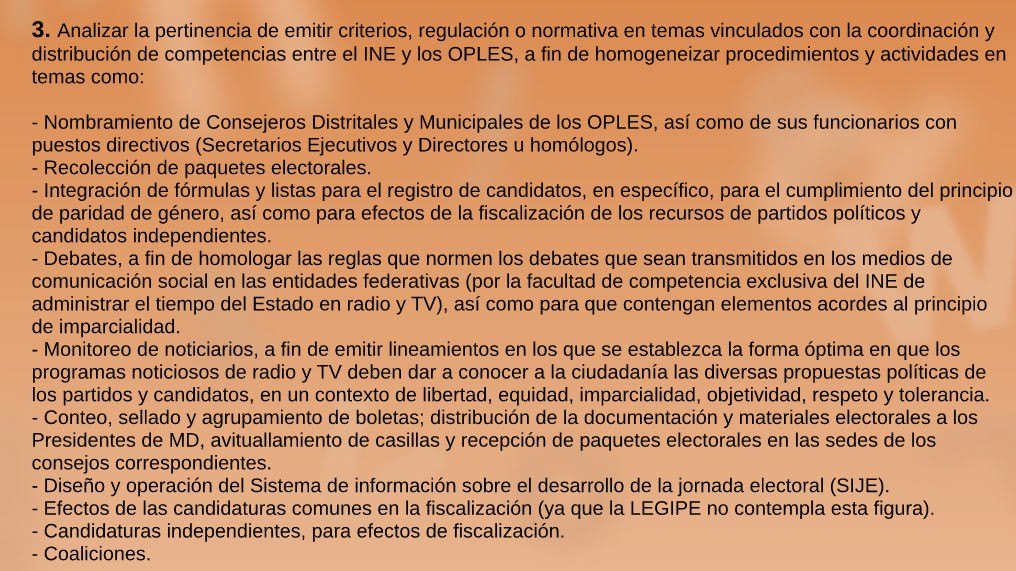 3. Analizar la pertinencia de emitir criterios, regulación o normativa en temas vinculados con la coordinación y
distribución de competencias entre el INE y los OPLES, a fin de homogeneizar procedimientos y actividades en
temas como:
- Nombramiento de Consejeros Distritales y Municipales de los OPLES, así como de sus funcionarios con
puestos directivos (Secretarios Ejecutivos y Directores u homólogos).
- Recolección de paquetes electorales.
- Integración de fórmulas y listas para el registro de candidatos, en específico, para el cumplimiento del principio
de paridad de género, así como para efectos de la fiscalización de los recursos de partidos políticos y
candidatos independientes.
- Debates, a fin de homologar las reglas que normen los debates que sean transmitidos en los medios de
comunicación social en las entidades federativas (por la facultad de competencia exclusiva del INE de
administrar el tiempo del Estado en radio y TV), así como para que contengan elementos acordes al principio
de imparcialidad.
- Monitoreo de noticiarios, a fin de emitir lineamientos en los que se establezca la forma óptima en que los
programas noticiosos de radio y TV deben dar a conocer a la ciudadanía las diversas propuestas políticas de
los partidos y candidatos, en un contexto de libertad, equidad, imparcialidad, objetividad, respeto y tolerancia.
- Conteo, sellado y agrupamiento de boletas; distribución de la documentación y materiales electorales a los
Presidentes de MD, avituallamiento de casillas y recepción de paquetes electorales en las sedes de los
consejos correspondientes.
- Diseño y operación del Sistema de información sobre el desarrollo de la jornada electoral (SIJE).
- Efectos de las candidaturas comunes en la fiscalización (ya que la LEGIPE no contempla esta figura).
- Candidaturas independientes, para efectos de fiscalización.
- Coaliciones.